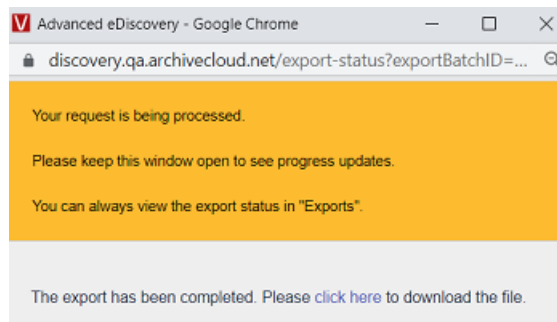 Advanced eDiscovery - Google Chrome
discovery.qa.archivecloud.net/export-status?exportBatchID=...
Your request is being processed.
Please keep this window open to see progress updates.
You can always view the export status in "Exports".
The export has been completed. Please click here to download the file.